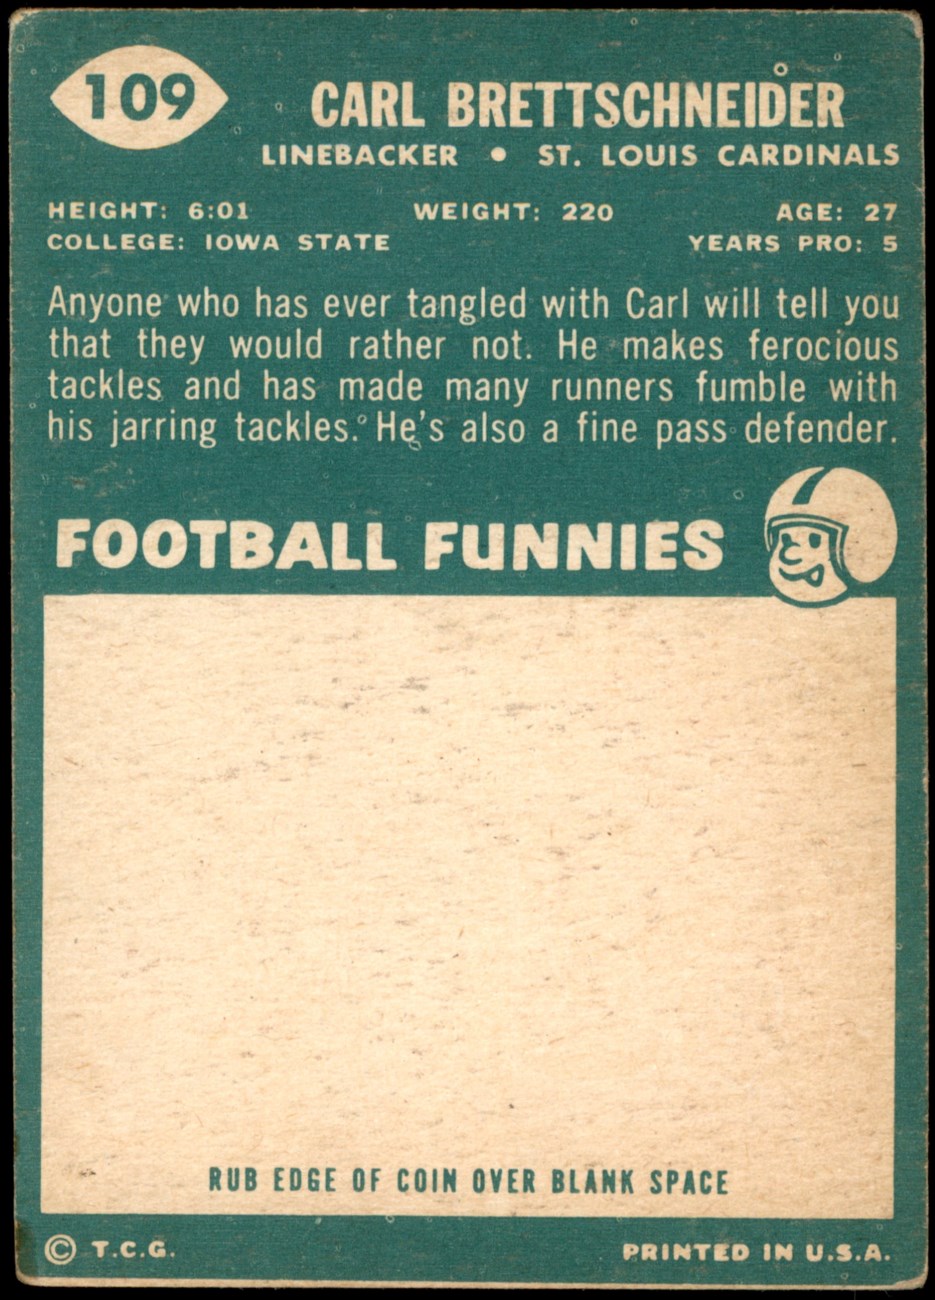 109
CARL BRETTSCHNEIDER
LINEBACKER • ST. LOUIS CARDINALS
HEIGHT: 6:01 WEIGHT: 220 AGE: 27
COLLEGE: IOWA STATE YEARS PRO: 5
Anyone who has ever tangled with Carl will tell you
that they would rather not. He makes ferocious
tackles and has made many runners fumble with
his jarring tackles. He's also a fine pass defender.
FOOTBALL FUNNIES
RUB EDGE OF COIN OVER BLANK SPACE
© T.C.G. PRINTED IN U.S.A.